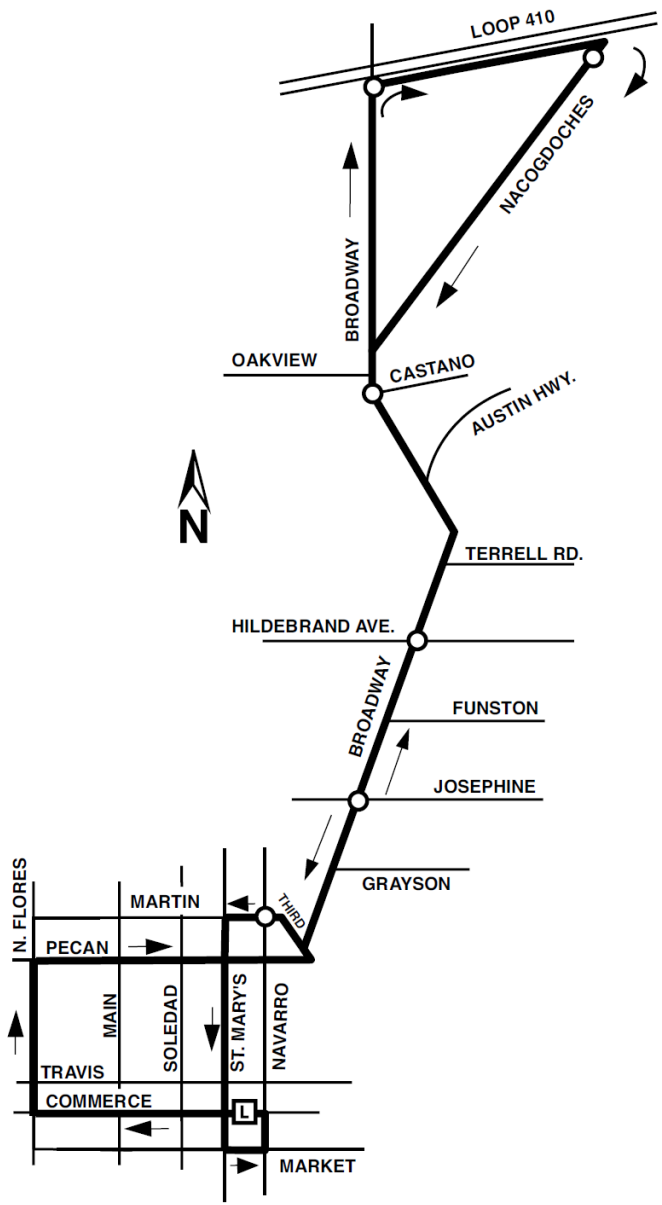 LOOP 410
NACOGDOCHES
BROADWAY
OAKVIEW
CASTANO
AUSTIN HWY.
N
TERRELL RD.
HILDEBRAND AVE.
BROADWAY
FUNSTON
JOSEPHINE
GRAYSON
N. FLORES
MARTIN
THIRD
PECAN
MAIN
SOLEDAD
ST. MARY'S
NAVARRO
TRAVIS
COMMERCE
L
MARKET